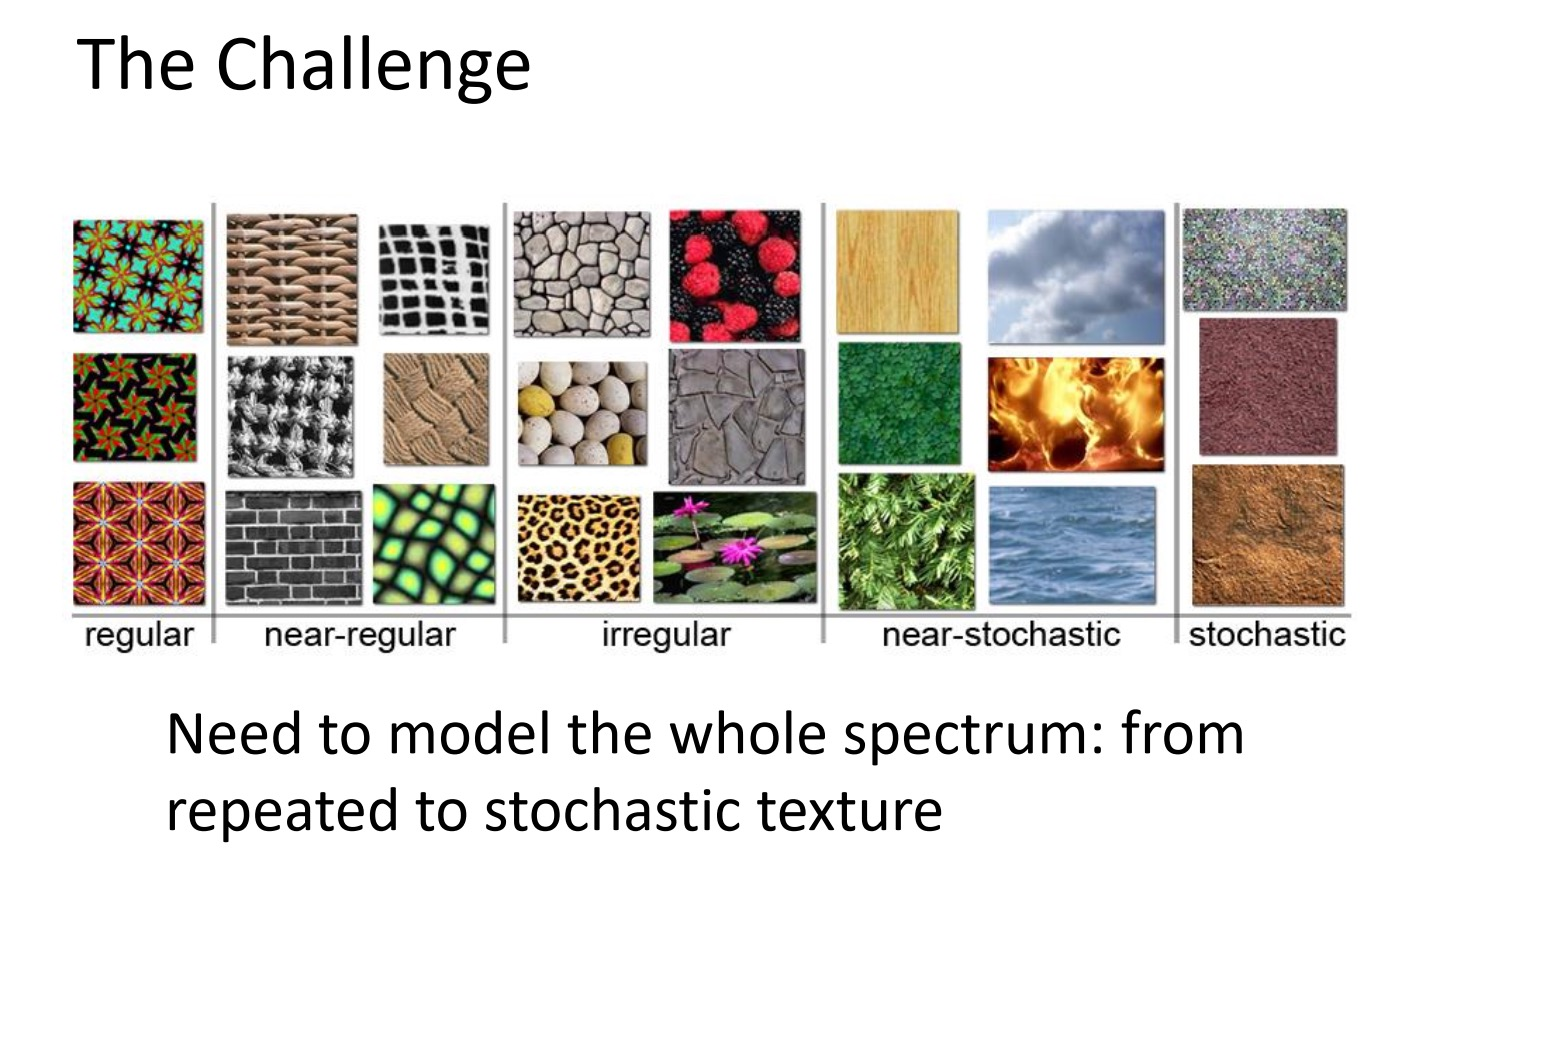 The Challenge
regular
near-regular
irregular
near-stochastic
stochastic
Need to model the whole spectrum: from
repeated to stochastic texture